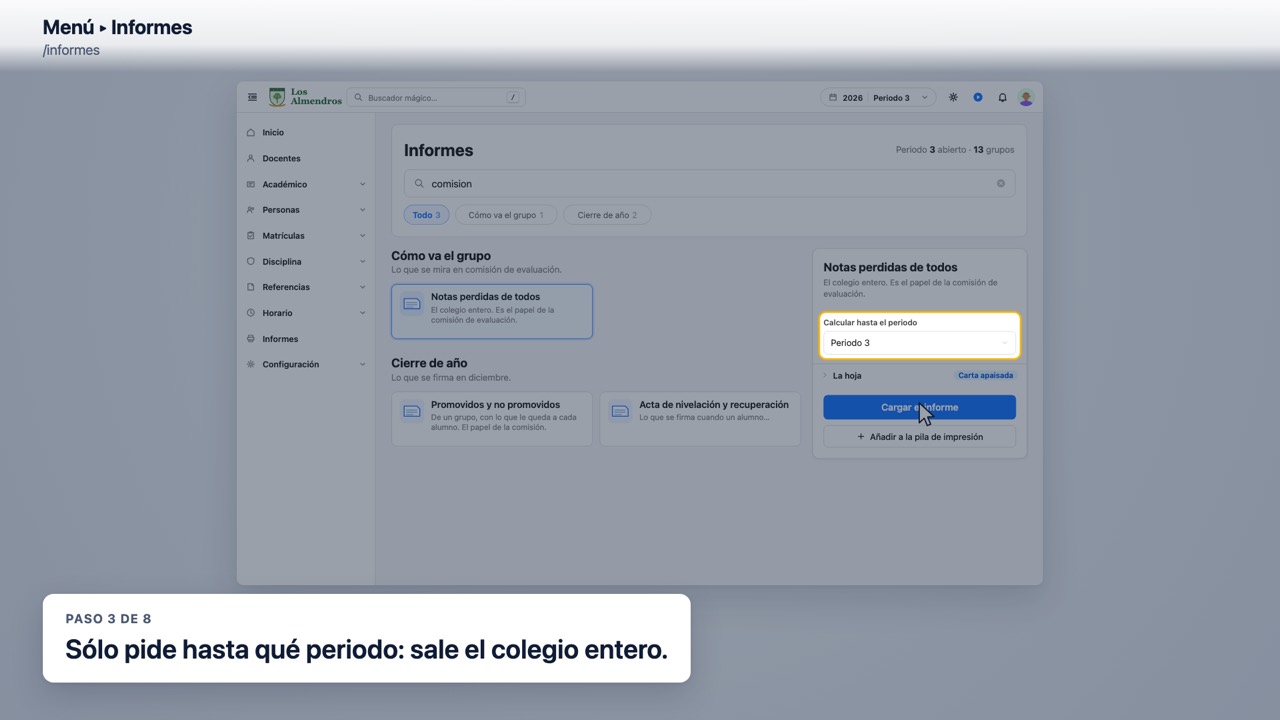 Menú ▸ Informes
/informes
Los Almendros
Buscador mágico...
/
2026 Periodo 3
Inicio
Docentes
Académico
Personas
Matrículas
Disciplina
Referencias
Horario
Informes
Configuración
Informes
Periodo 3 abierto · 13 grupos
comision
Todo 3
Cómo va el grupo 1
Cierre de año 2
Cómo va el grupo
Lo que se mira en comisión de evaluación.
Notas perdidas de todos
El colegio entero. Es el papel de la
comisión de evaluación.
Cierre de año
Lo que se firma en diciembre.
Promovidos y no promovidos
De un grupo, con lo que le queda a cada
alumno. El papel de la comisión.
Acta de nivelación y recuperación
Lo que se firma cuando un alumno...
Notas perdidas de todos
El colegio entero. Es el papel de la comisión de
evaluación.
Calcular hasta el periodo
Periodo 3
La hoja
Carta apaisada
Cargar informe
+ Añadir a la pila de impresión
PASO 3 DE 8
Sólo pide hasta qué periodo: sale el colegio entero.